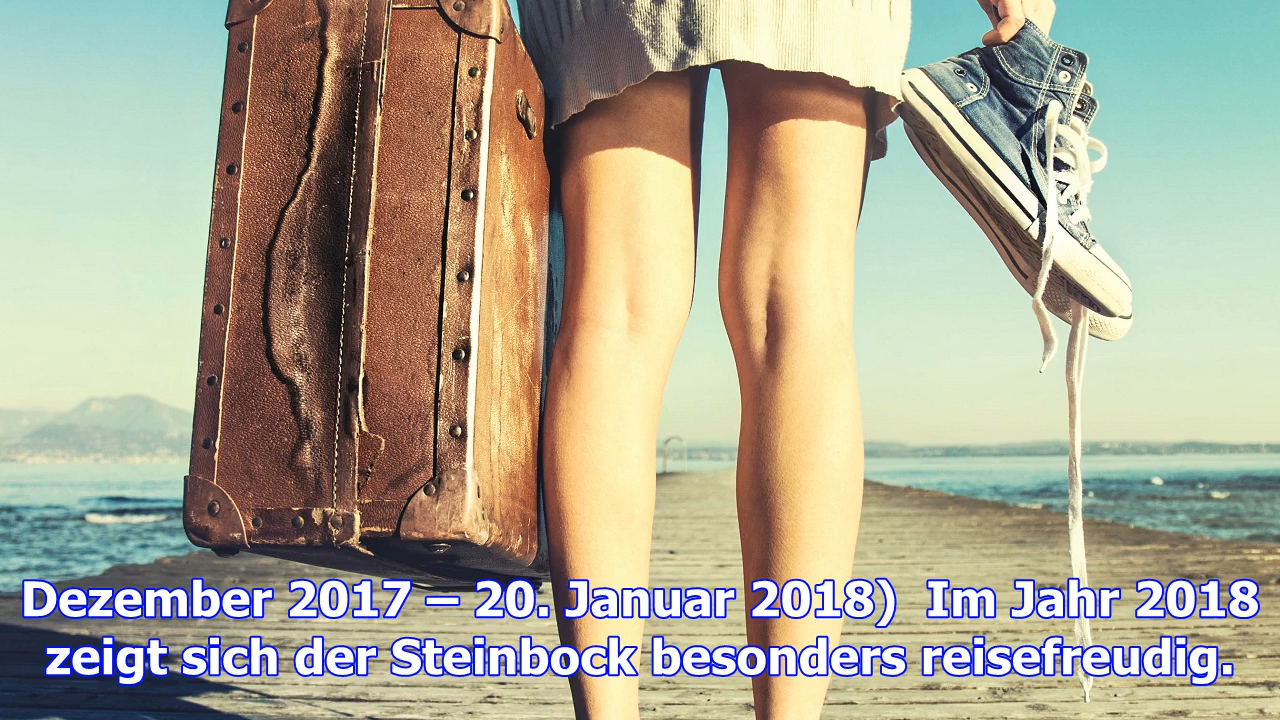 Dezember 2017 – 20. Januar 2018)  Im Jahr 2018
zeigt sich der Steinbock besonders reisefreudig.